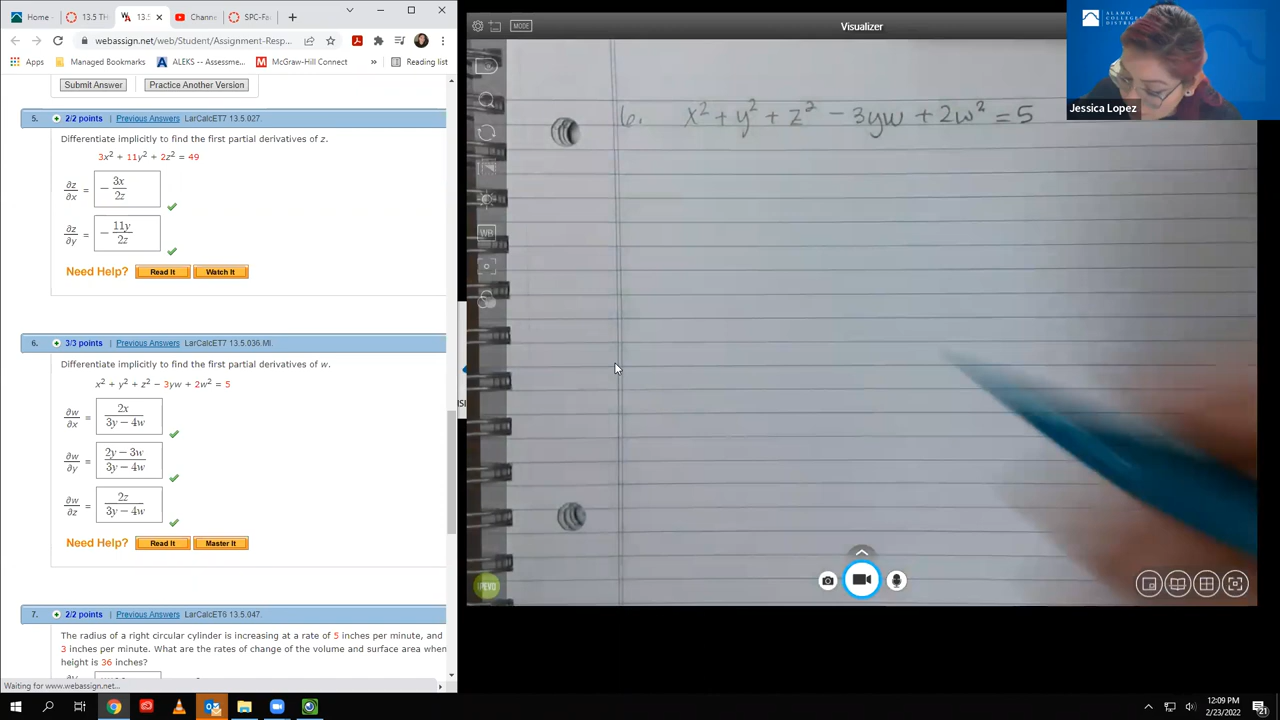 Home
13.5 TH
13.5
Channe
SPC-Fac
webassign.net/web/Student/Assignment-Resp...
Apps
Managed Bookmarks
ALEKS -- Assessme...
McGraw-Hill Connect
»
Reading list
Submit Answer
Practice Another Version
5. 2/2 points Previous Answers LarCalcET7 13.5.027.
Differentiate implicitly to find the first partial derivatives of z.
3x² + 11y² + 2z² = 49
∂z/∂x = -3x/2z
∂z/∂y = -11y/2z
Need Help? Read It Watch It
6. 3/3 points Previous Answers LarCalcET7 13.5.036.MI.
Differentiate implicitly to find the first partial derivatives of w.
x² + y² + z² − 3yw + 2w² = 5
∂w/∂x = 2x/3y − 4w
∂w/∂y = 2y − 3w/3y − 4w
∂w/∂z = 2z/3y − 4w
Need Help? Read It Master It
7. 2/2 points Previous Answers LarCalcET6 13.5.047.
The radius of a right circular cylinder is increasing at a rate of 5 inches per minute, and
3 inches per minute. What are the rates of change of the volume and surface area when
height is 36 inches?
Waiting for www.webassign.net...
MODE
Visualizer
WB
IPEVO
6. x² + y² + z² − 3yw + 2w² = 5
ALAMO
COLLEGES
DISTRICT
Jessica Lopez
12:09 PM
2/23/2022
21